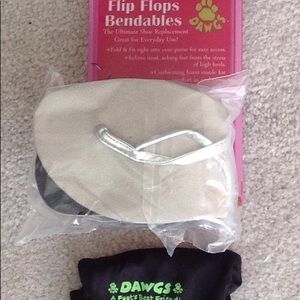 Flip Flops
Bendables
The Ultimate Shoe Replacement
Great for Everyday Use!
• Fold & fit right into your purse for easy access.
• Relieve tired, aching feet from the stress
of high heels.
• Cushioning foam made for
DAWGS
DAWGS
A Foot's Best Friend